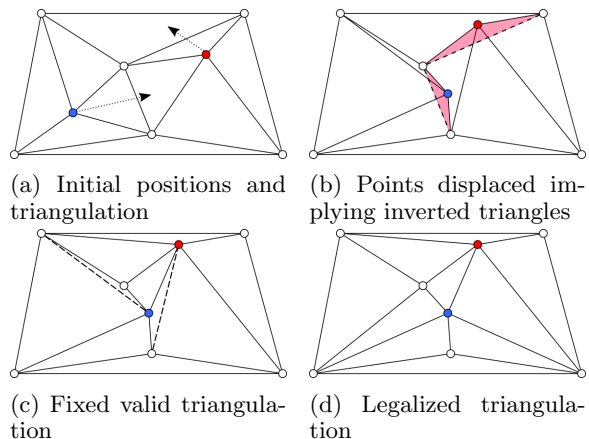 (a) Initial positions and
triangulation
(b) Points displaced im-
plying inverted triangles
(c) Fixed valid triangula-
tion
(d) Legalized triangula-
tion